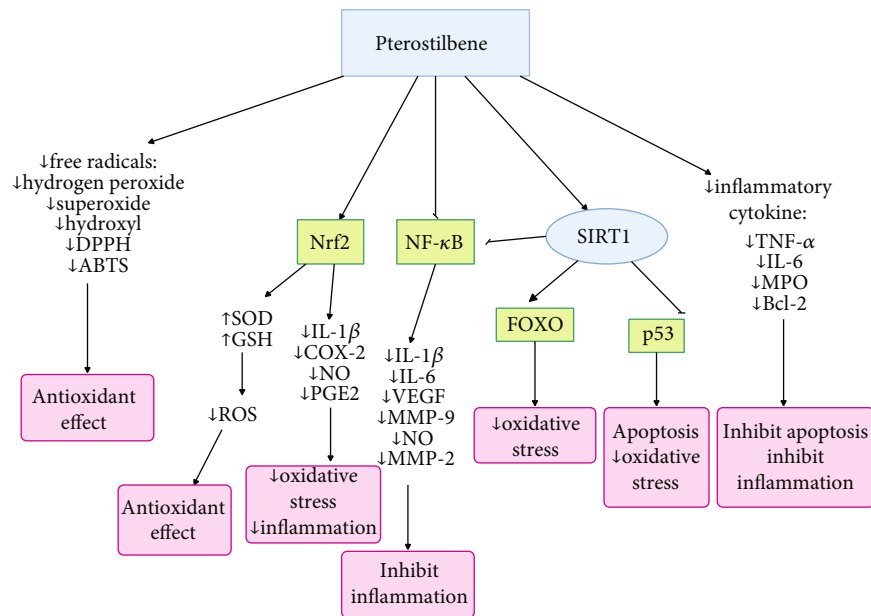 Pterostilbene
↓free radicals:
↓hydrogen peroxide
↓superoxide
↓hydroxyl
↓DPPH
↓ABTS
Antioxidant
effect
Nrf2
↑SOD
↑GSH
↓ROS
Antioxidant
effect
↓IL-1β
↓COX-2
↓NO
↓PGE2
↓oxidative
stress
↓inflammation
NF-κB
↓IL-1β
↓IL-6
↓VEGF
↓MMP-9
↓NO
↓MMP-2
Inhibit
inflammation
SIRT1
FOXO
↓oxidative
stress
p53
Apoptosis
↓oxidative
stress
↓inflammatory
cytokine:
↓TNF-α
↓IL-6
↓MPO
↓Bcl-2
Inhibit apoptosis
inhibit
inflammation